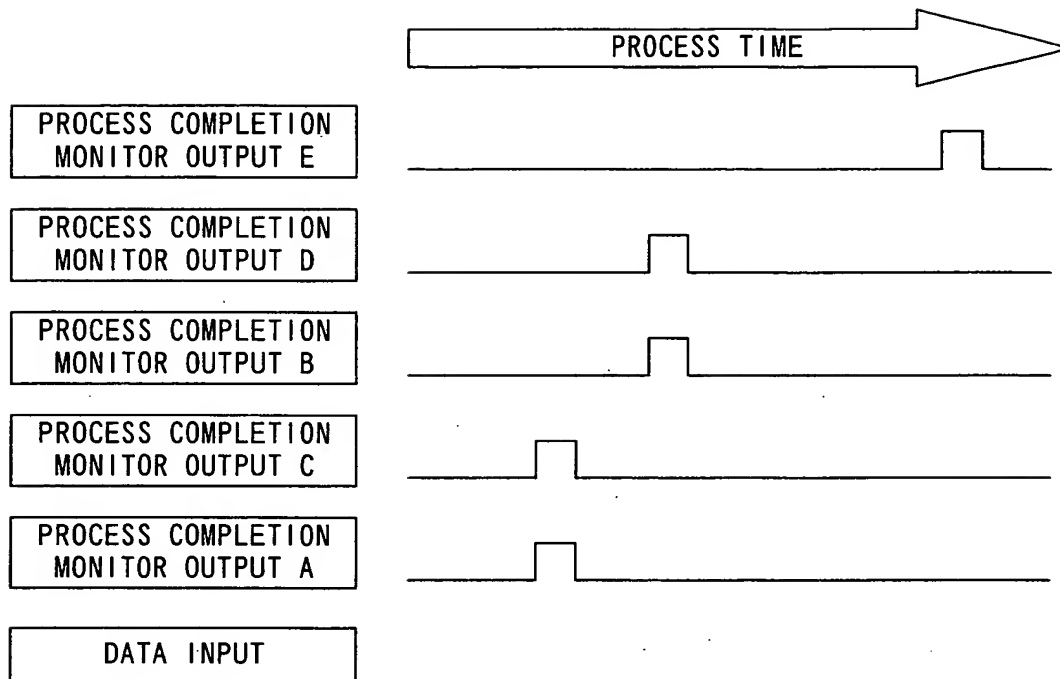 PROCESS TIME
PROCESS COMPLETION
MONITOR OUTPUT E
PROCESS COMPLETION
MONITOR OUTPUT D
PROCESS COMPLETION
MONITOR OUTPUT B
PROCESS COMPLETION
MONITOR OUTPUT C
PROCESS COMPLETION
MONITOR OUTPUT A
DATA INPUT